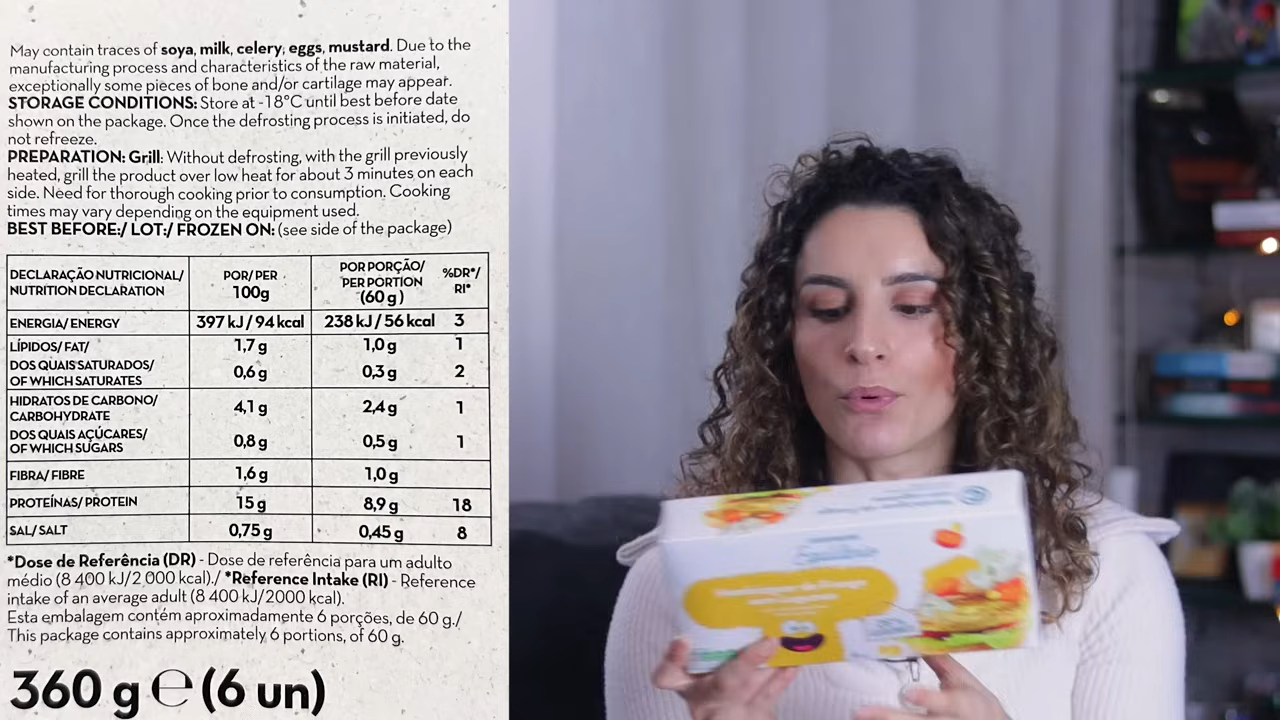 May contain traces of soya, milk, celery, eggs, mustard. Due to the
manufacturing process and characteristics of the raw material,
exceptionally some pieces of bone and/or cartilage may appear.
STORAGE CONDITIONS: Store at -18°C until best before date
shown on the package. Once the defrosting process is initiated, do
not refreeze.
PREPARATION: Grill: Without defrosting, with the grill previously
heated, grill the product over low heat for about 3 minutes on each
side. Need for thorough cooking prior to consumption. Cooking
times may vary depending on the equipment used.
BEST BEFORE:/ LOT:/ FROZEN ON: (see side of the package)
DECLARAÇÃO NUTRICIONAL/ NUTRITION DECLARATION POR/PER 100g POR PORÇÃO/ PER PORTION (60 g) %DR*/ RI*
ENERGIA/ENERGY 397 kJ / 94 kcal 238 kJ / 56 kcal 3
LÍPIDOS/FAT/ 1,7 g 1,0 g 1
DOS QUAIS SATURADOS/ OF WHICH SATURATES 0,6 g 0,3 g 2
HIDRATOS DE CARBONO/ CARBOHYDRATE 4,1 g 2,4 g 1
DOS QUAIS AÇÚCARES/ OF WHICH SUGARS 0,8 g 0,5 g 1
FIBRA/ FIBRE 1,6 g 1,0 g
PROTEÍNAS/ PROTEIN 15 g 8,9 g 18
SAL/ SALT 0,75 g 0,45 g 8
*Dose de Referência (DR) - Dose de referência para um adulto
médio (8 400 kJ/2 000 kcal)./ *Reference Intake (RI) - Reference
intake of an average adult (8 400 kJ/2000 kcal).
Esta embalagem contém aproximadamente 6 porções, de 60 g./
This package contains approximately 6 portions, of 60 g.
360 g ℮ (6 un)